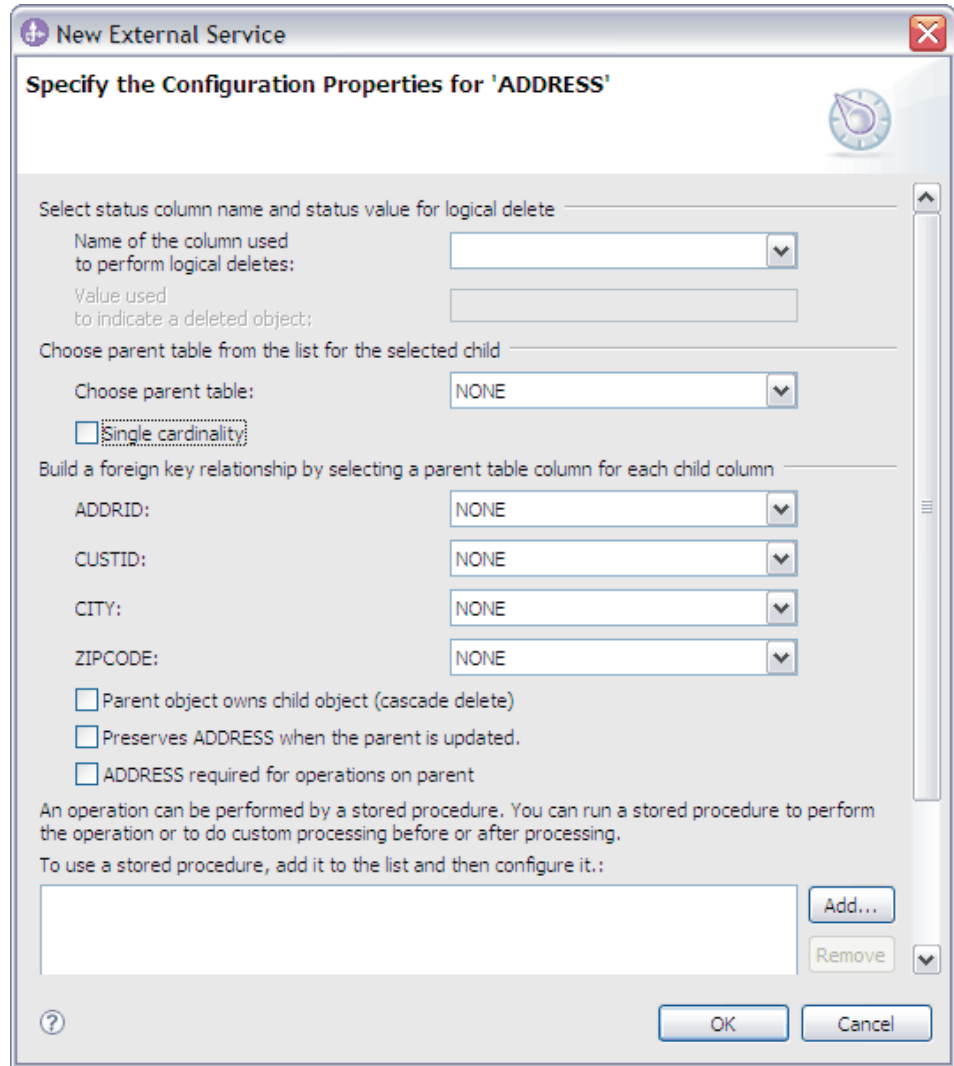 New External Service
Specify the Configuration Properties for 'ADDRESS'
Select status column name and status value for logical delete
Name of the column used
to perform logical deletes:
Value used
to indicate a deleted object:
Choose parent table from the list for the selected child
Choose parent table:
NONE
Single cardinality
Build a foreign key relationship by selecting a parent table column for each child column
ADDRID:
NONE
CUSTID:
NONE
CITY:
NONE
ZIPCODE:
NONE
Parent object owns child object (cascade delete)
Preserves ADDRESS when the parent is updated.
ADDRESS required for operations on parent
An operation can be performed by a stored procedure. You can run a stored procedure to perform
the operation or to do custom processing before or after processing.
To use a stored procedure, add it to the list and then configure it.:
Add...
Remove
?
OK
Cancel